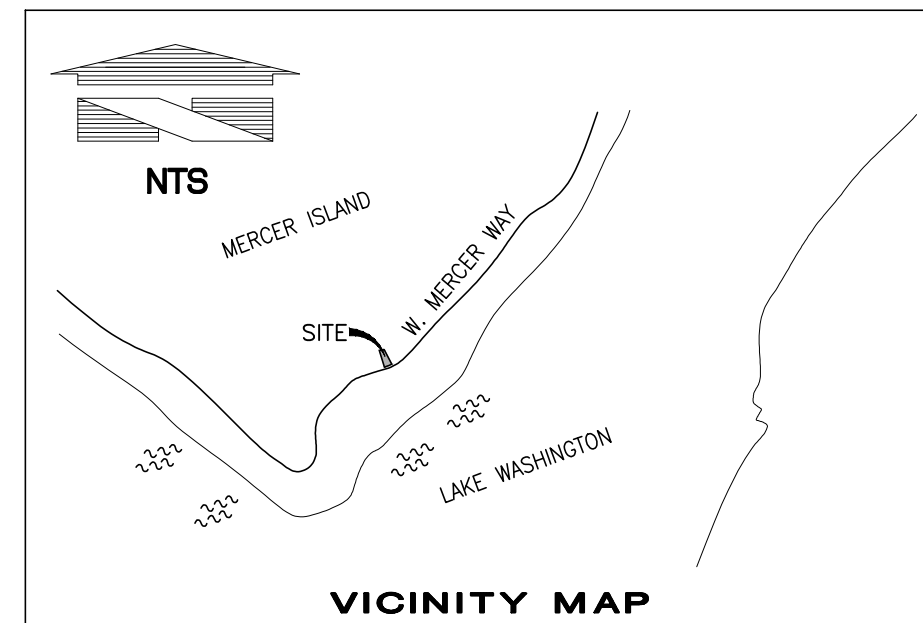 NTS
MERCER ISLAND
W. MERCER WAY
SITE
LAKE WASHINGTON
VICINITY MAP